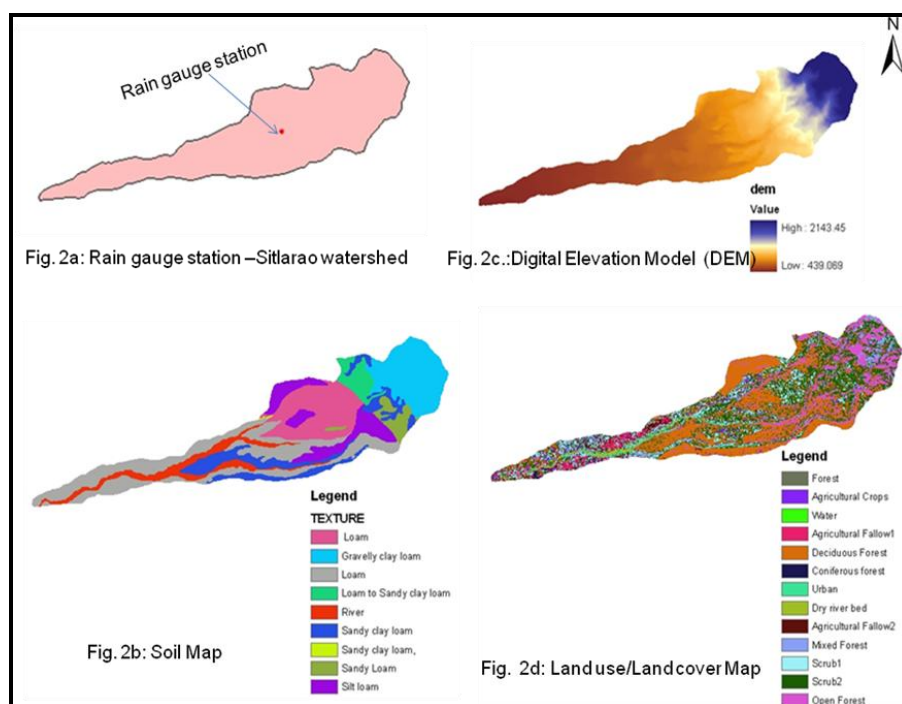 N
Rain gauge station
Fig. 2a: Rain gauge station –Sitlarao watershed
dem
Value
High : 2143.45
Low : 439.069
Fig. 2c.:Digital Elevation Model (DEM)
Legend
TEXTURE
Loam
Gravelly clay loam
Loam
Loam to Sandy clay loam
River
Sandy clay loam
Sandy clay loam,
Sandy Loam
Silt loam
Fig. 2b: Soil Map
Legend
Forest
Agricultural Crops
Water
Agricultural Fallow1
Deciduous Forest
Coniferous forest
Urban
Dry river bed
Agricultural Fallow2
Mixed Forest
Scrub1
Scrub2
Open Forest
Fig. 2d: Land use/Land cover Map